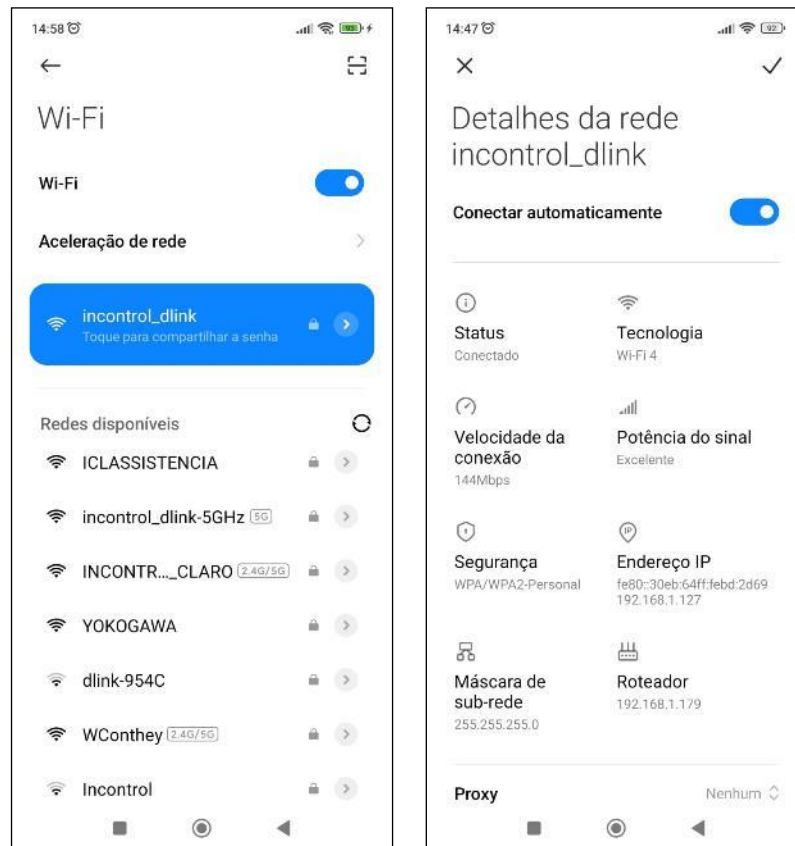 14:58
93
Wi-Fi
Wi-Fi
Aceleração de rede
incontrol_dlink
Toque para compartilhar a senha
Redes disponíveis
ICLASSISTENCIA
incontrol_dlink-5GHz 5G
INCONTR..._CLARO 2.4G/5G
YOKOGAWA
dlink-954C
WConthey 2.4G/5G
Incontrol
14:47
92
Detalhes da rede
incontrol_dlink
Conectar automaticamente
Status
Conectado
Tecnologia
Wi-Fi 4
Velocidade da
conexão
144Mbps
Potência do sinal
Excelente
Segurança
WPA/WPA2-Personal
IP
Endereço IP
fe80::30eb:64ff:febd:2d69
192.168.1.127
Máscara de
sub-rede
255.255.255.0
Roteador
192.168.1.179
Proxy
Nenhum